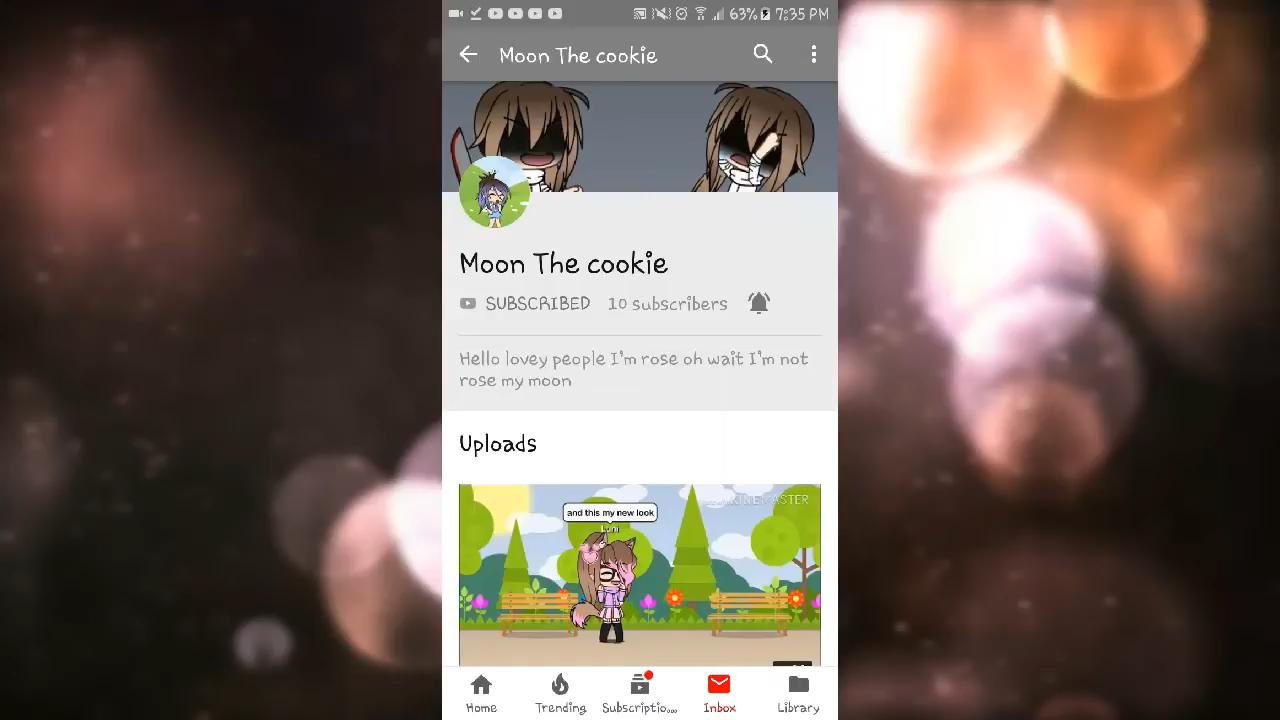 63% 7:35 PM
Moon The cookie
Moon The cookie
SUBSCRIBED 10 subscribers
Hello lovey people I'm rose oh wait I'm not
rose my moon
Uploads
KINEMASTER
and this my new look
Home Trending Subscriptio... Inbox Library